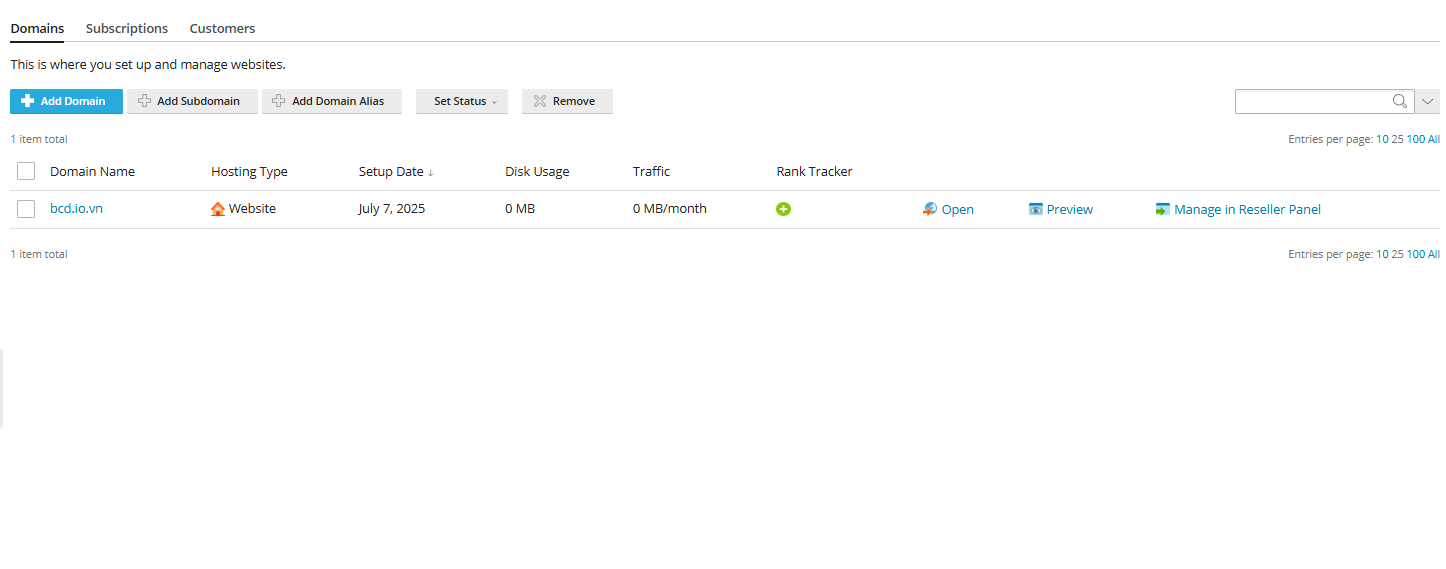 Domains Subscriptions Customers
This is where you set up and manage websites.
Add Domain Add Subdomain Add Domain Alias Set Status Remove
1 item total Entries per page: 10 25 100 All
Domain Name Hosting Type Setup Date ↓ Disk Usage Traffic Rank Tracker
bcd.io.vn Website July 7, 2025 0 MB 0 MB/month Open Preview Manage in Reseller Panel
1 item total Entries per page: 10 25 100 All